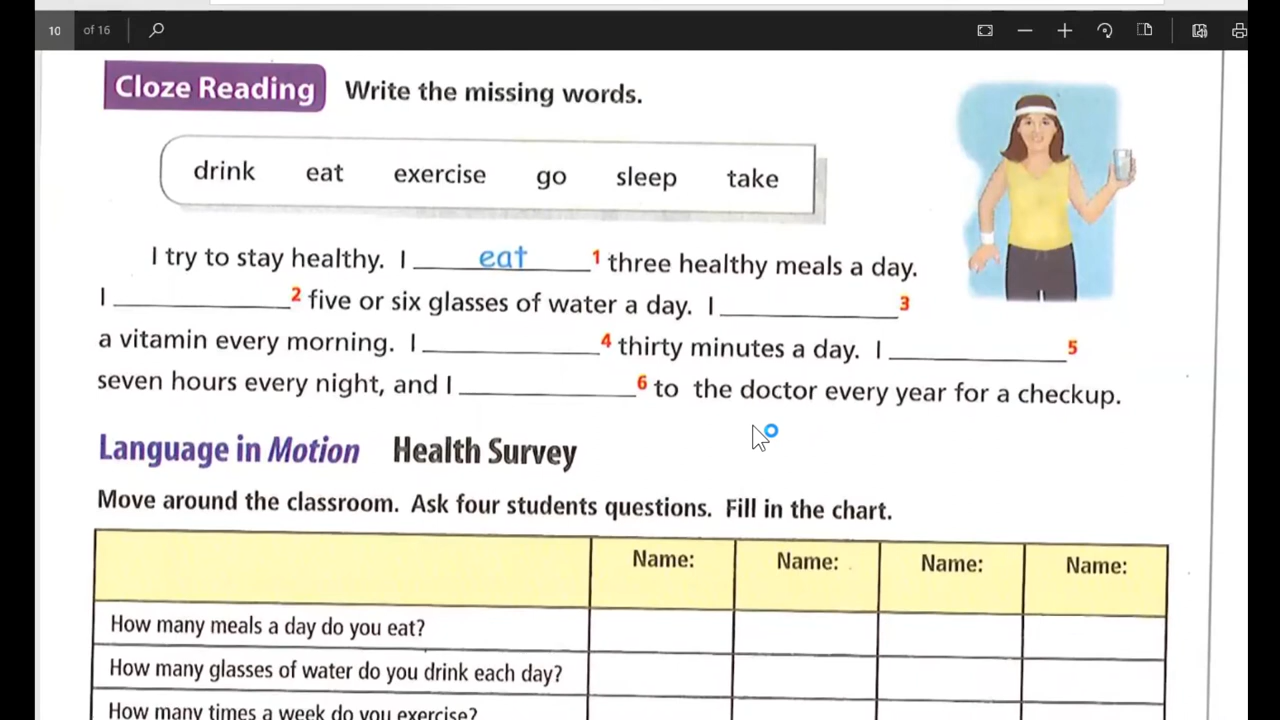 10 of 16
Cloze Reading Write the missing words.
drink eat exercise go sleep take
I try to stay healthy. I eat 1 three healthy meals a day.
I ____________ 2 five or six glasses of water a day. I ____________ 3
a vitamin every morning. I ____________ 4 thirty minutes a day. I ____________ 5
seven hours every night, and I ____________ 6 to the doctor every year for a checkup.
Language in Motion Health Survey
Move around the classroom. Ask four students questions. Fill in the chart.
Name: Name: Name: Name:
How many meals a day do you eat?
How many glasses of water do you drink each day?
How many times a week do you exercise?